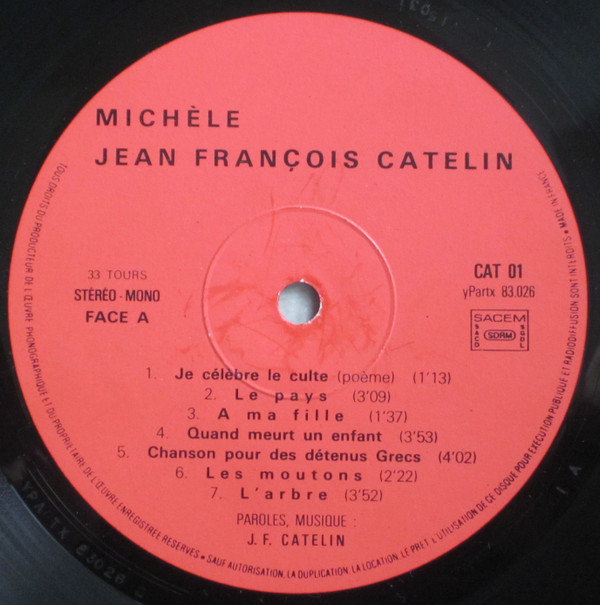 MICHÈLE
JEAN FRANÇOIS CATELIN
33 TOURS
STÉRÉO - MONO
FACE A
CAT 01
yPartx 83.026
SACEM
SACD
SDRM
SGDL
1. Je célèbre le culte (poème) (1'13)
2. Le pays (3'09)
3. A ma fille (1'37)
4. Quand meurt un enfant (3'53)
5. Chanson pour des détenus Grecs (4'02)
6. Les moutons (2'22)
7. L'arbre (3'52)
PAROLES, MUSIQUE :
J. F. CATELIN
TOUS DROITS DU PRODUCTEUR DE L'ŒUVRE PHONOGRAPHIQUE ET DU PROPRIÉTAIRE DE L'ŒUVRE ENREGISTRÉE RÉSERVÉS • SAUF AUTORISATION, LA DUPLICATION, LA LOCATION, LE PRÊT, L'UTILISATION DE CE DISQUE POUR EXÉCUTION PUBLIQUE ET RADIODIFFUSION SONT INTERDITS • MADE IN FRANCE